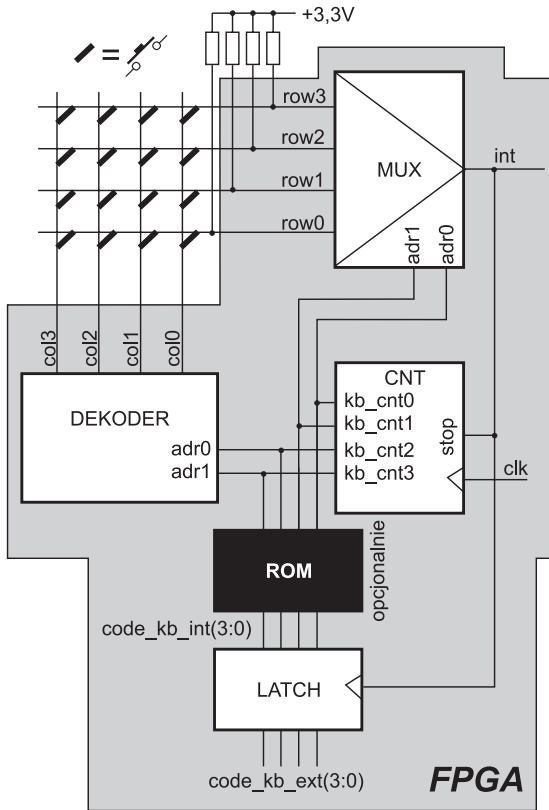 +3,3V
=
row3
row2
row1
row0
MUX
int
adr1
adr0
col3
col2
col1
col0
DEKODER
adr0
adr1
CNT
kb_cnt0
kb_cnt1
kb_cnt2
kb_cnt3
stop
clk
ROM
opcjonalnie
code_kb_int(3:0)
LATCH
code_kb_ext(3:0)
FPGA